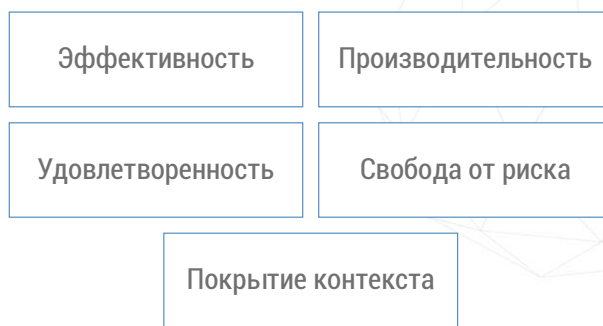 Эффективность
Производительность
Удовлетворенность
Свобода от риска
Покрытие контекста